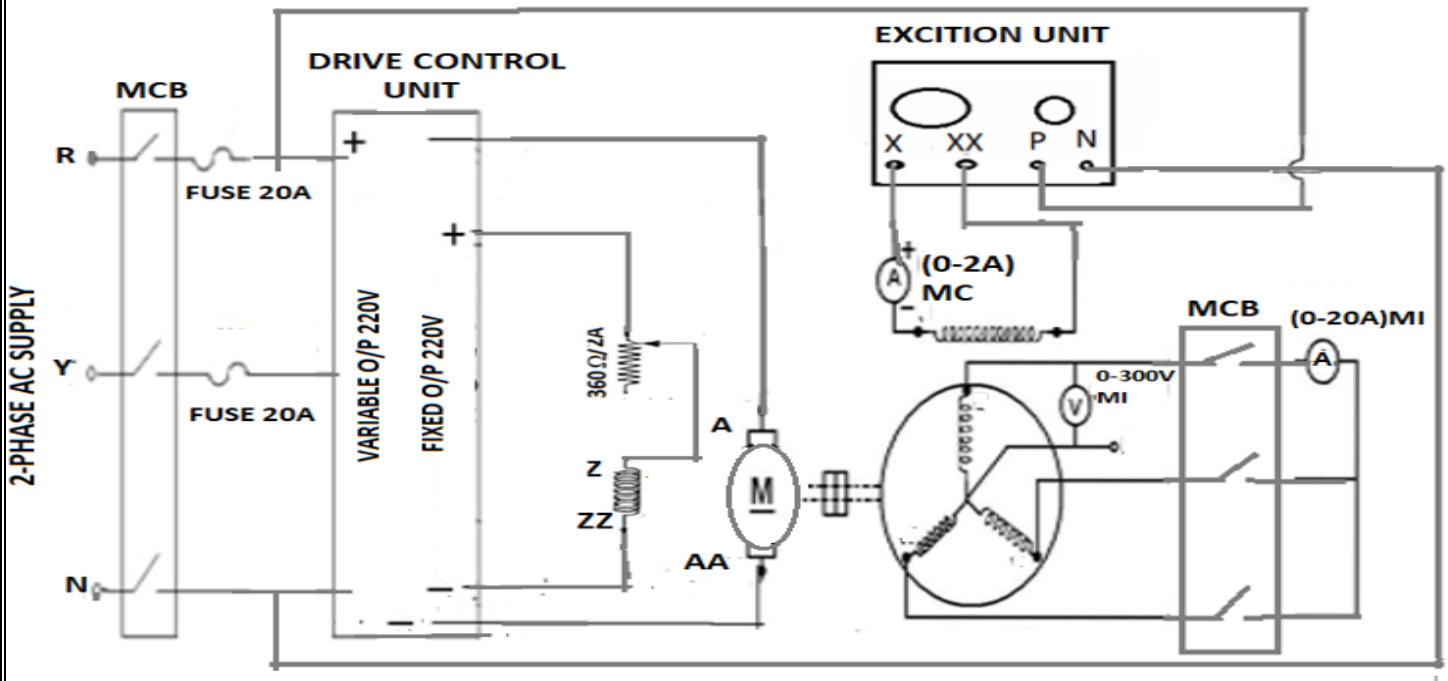 EXCITION UNIT
DRIVE CONTROL
UNIT
MCB
X XX P N
+
R
FUSE 20A
+
+
(0-2A)
A
MC
-
2-PHASE AC SUPPLY
VARIABLE O/P 220V
FIXED O/P 220V
360Ω/2A
MCB
(0-20A)MI
A
0-300V
MI
V
Y
FUSE 20A
A
Z
M
ZZ
AA
N
-
-